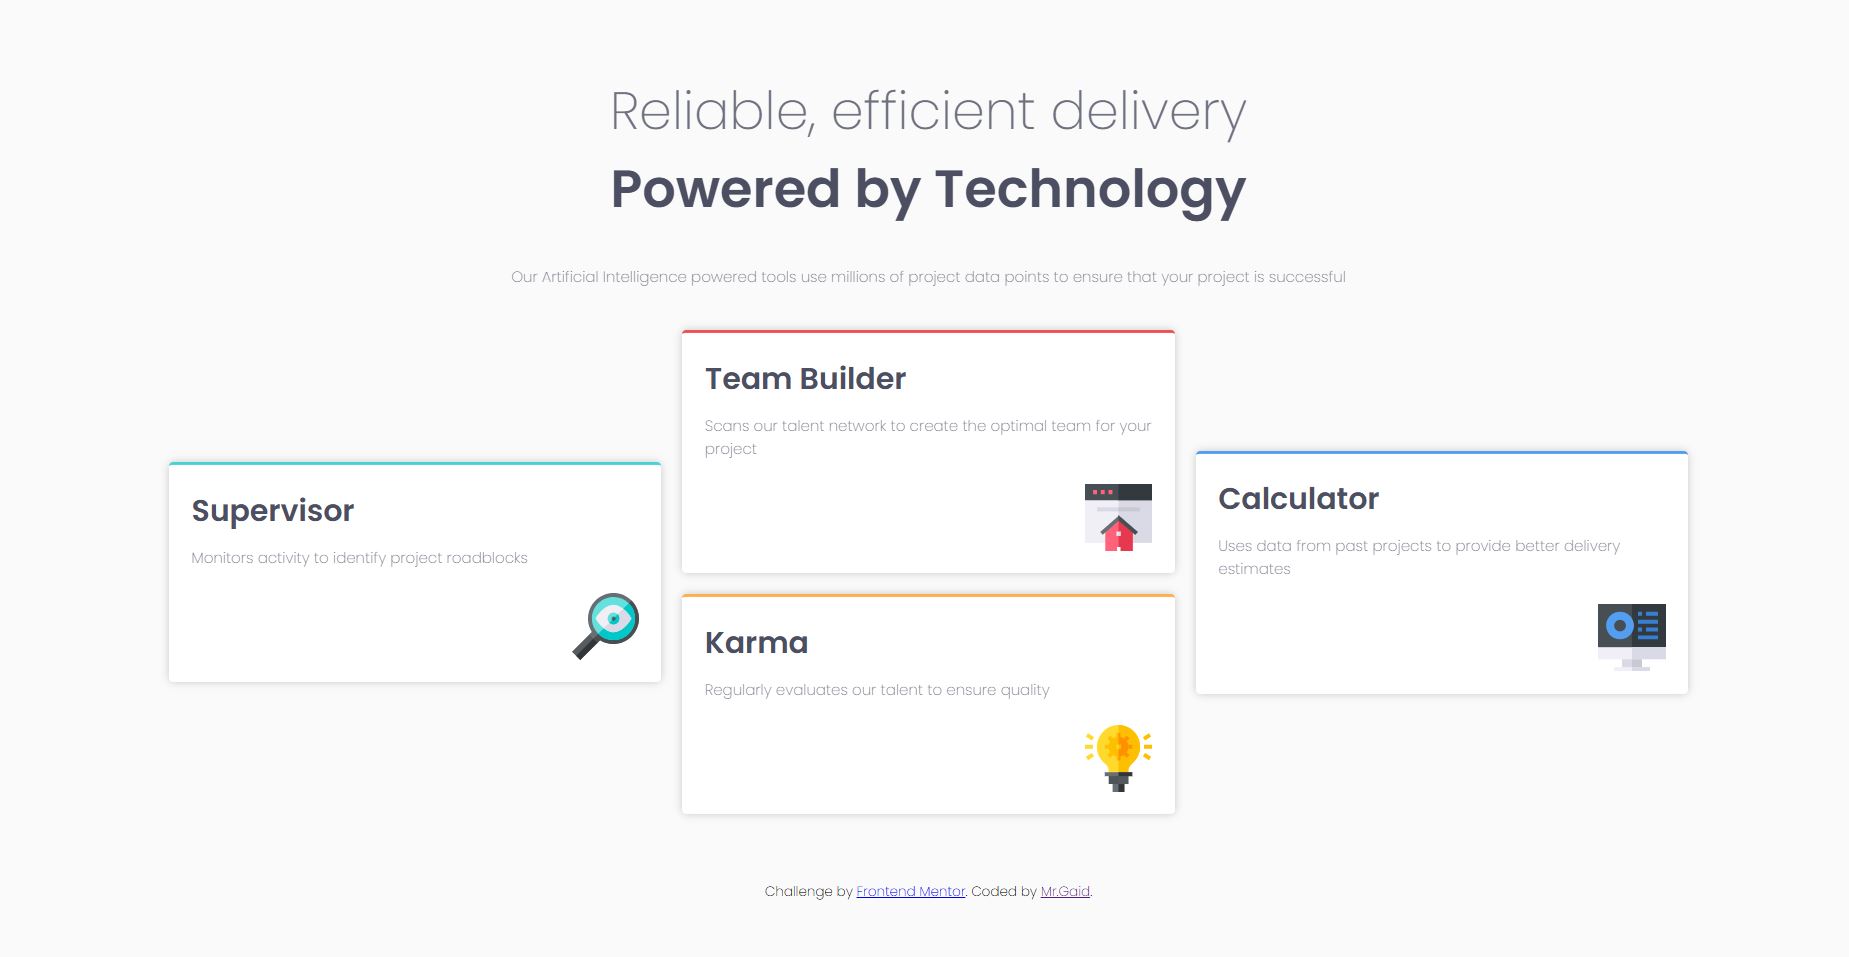 Reliable, efficient delivery
Powered by Technology
Our Artificial Intelligence powered tools use millions of project data points to ensure that your project is successful
Supervisor
Monitors activity to identify project roadblocks
Team Builder
Scans our talent network to create the optimal team for your
project
Karma
Regularly evaluates our talent to ensure quality
Calculator
Uses data from past projects to provide better delivery
estimates
Challenge by Frontend Mentor. Coded by Mr.Gaid.